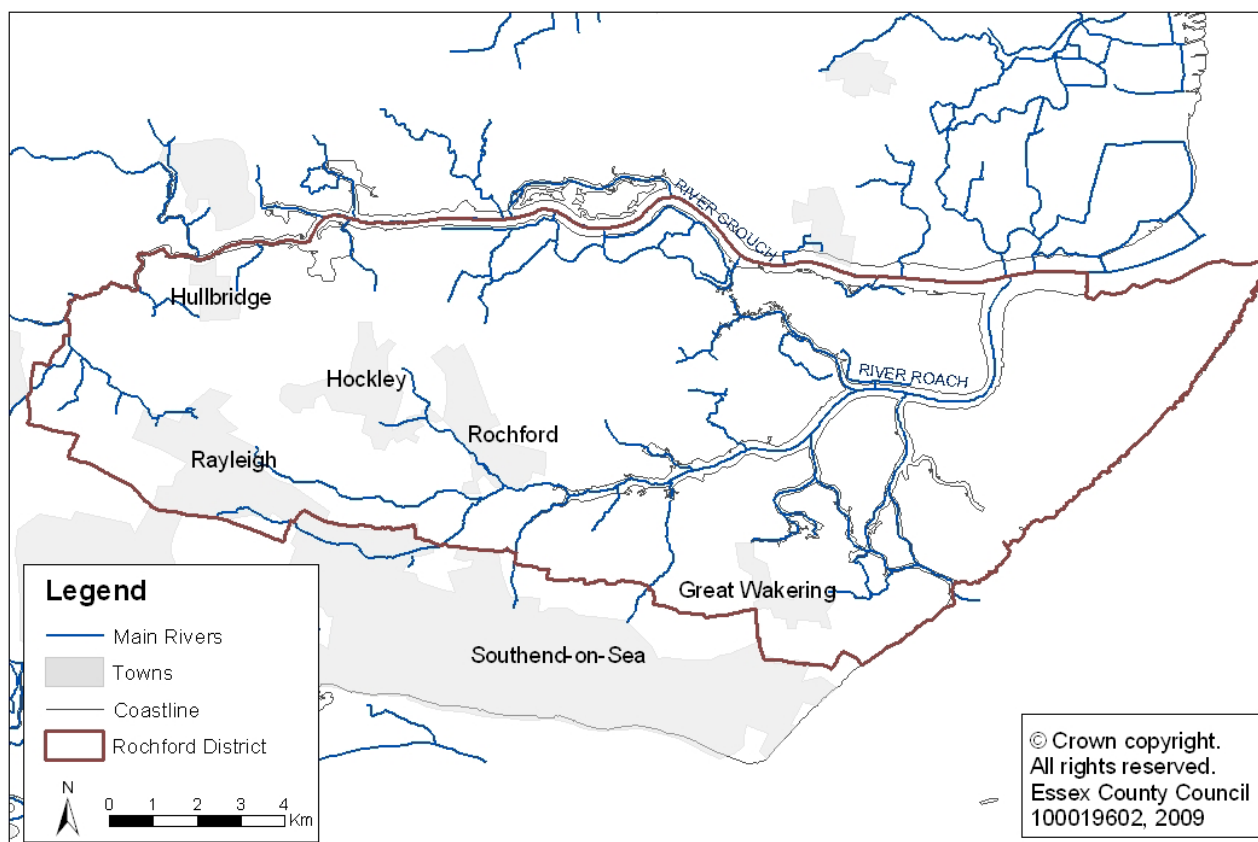 RIVER CROUCH
Hullbridge
RIVER ROACH
Hockley
Rochford
Rayleigh
Great Wakering
Southend-on-Sea
Legend
Main Rivers
Towns
Coastline
Rochford District
N
0 1 2 3 4
Km
© Crown copyright.
All rights reserved.
Essex County Council
100019602, 2009